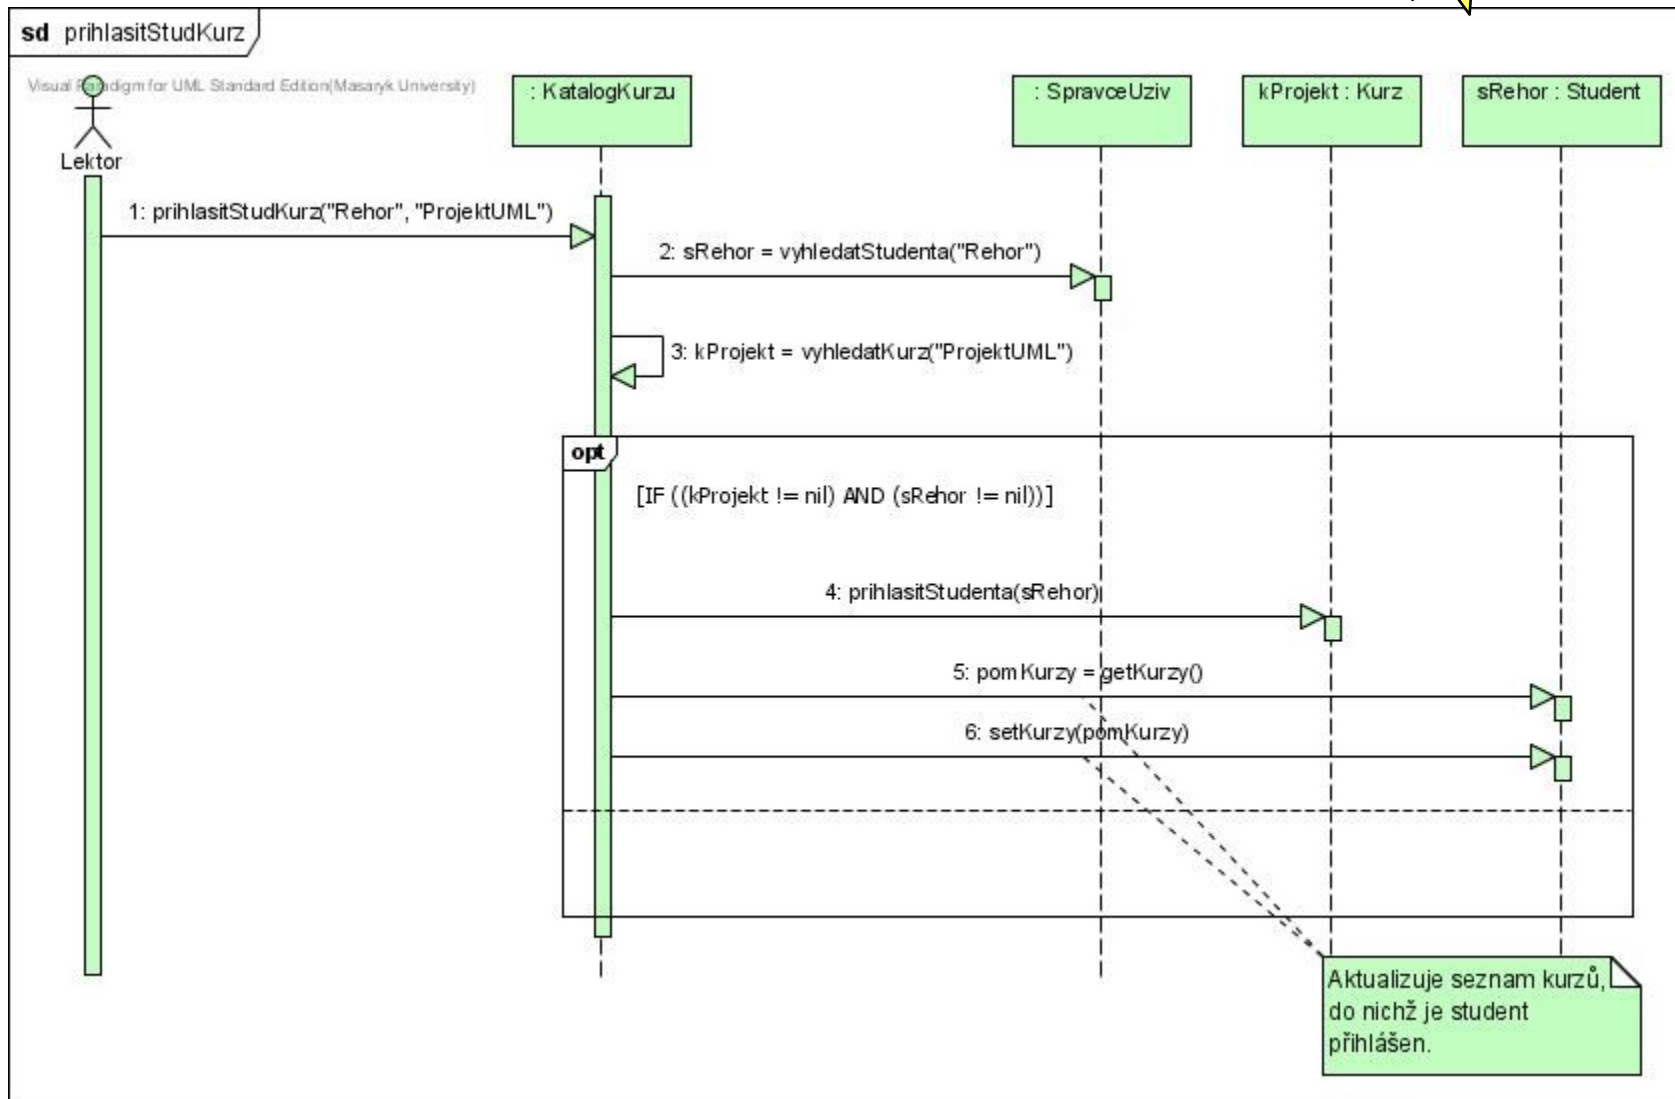 sd prihlasitStudKurz
Visual Paradigm for UML Standard Edition(Masaryk University)
: KatalogKurzu
: SpravceUziv
kProjekt : Kurz
sRehor : Student
Lektor
1: prihlasitStudKurz("Rehor", "ProjektUML")
2: sRehor = vyhledatStudenta("Rehor")
3: kProjekt = vyhledatKurz("ProjektUML")
opt
[IF ((kProjekt != nil) AND (sRehor != nil))]
4: prihlasitStudenta(sRehor)
5: pomKurzy = getKurzy()
6: setKurzy(pomKurzy)
Aktualizuje seznam kurzů,
do nichž je student
přihlášen.